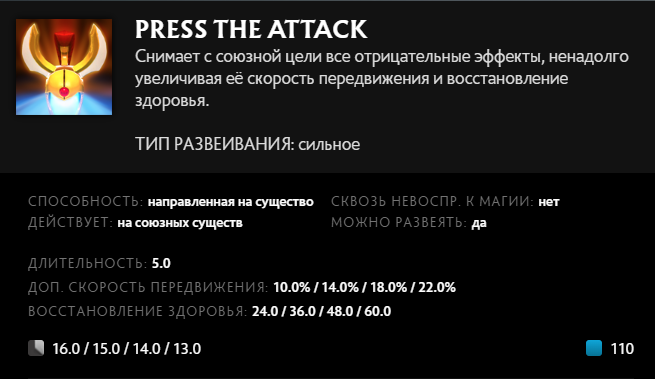 PRESS THE ATTACK
Снимает с союзной цели все отрицательные эффекты, ненадолго
увеличивая её скорость передвижения и восстановление
здоровья.
ТИП РАЗВЕИВАНИЯ: сильное
СПОСОБНОСТЬ: направленная на существо СКВОЗЬ НЕВОСПР. К МАГИИ: нет
ДЕЙСТВУЕТ: на союзных существ МОЖНО РАЗВЕЯТЬ: да
ДЛИТЕЛЬНОСТЬ: 5.0
ДОП. СКОРОСТЬ ПЕРЕДВИЖЕНИЯ: 10.0% / 14.0% / 18.0% / 22.0%
ВОССТАНОВЛЕНИЕ ЗДОРОВЬЯ: 24.0 / 36.0 / 48.0 / 60.0
16.0 / 15.0 / 14.0 / 13.0 110